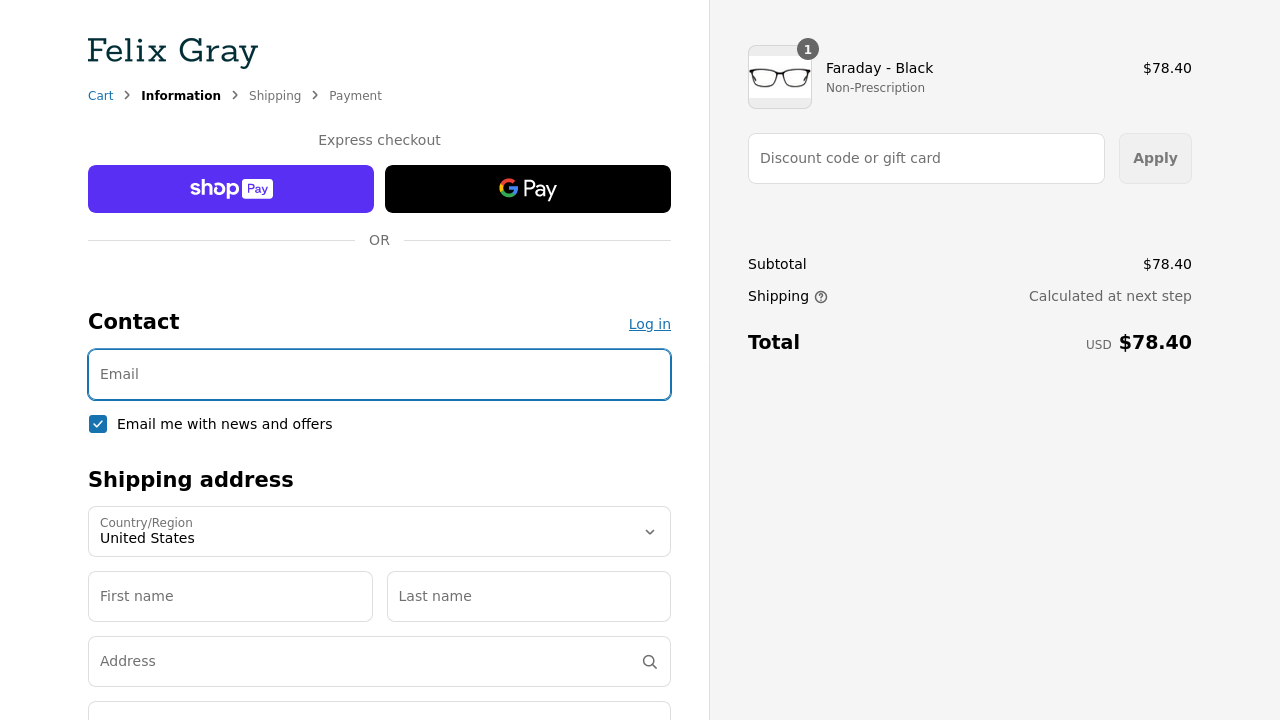 Felix Gray
Cart > Information > Shipping > Payment
Express checkout
shop Pay
G Pay
OR
Contact
Log in
Email
Email me with news and offers
Shipping address
Country/Region
United States
First name
Last name
Address
1
Faraday - Black
$78.40
Non-Prescription
Discount code or gift card
Apply
Subtotal
$78.40
Shipping
Calculated at next step
Total
USD $78.40